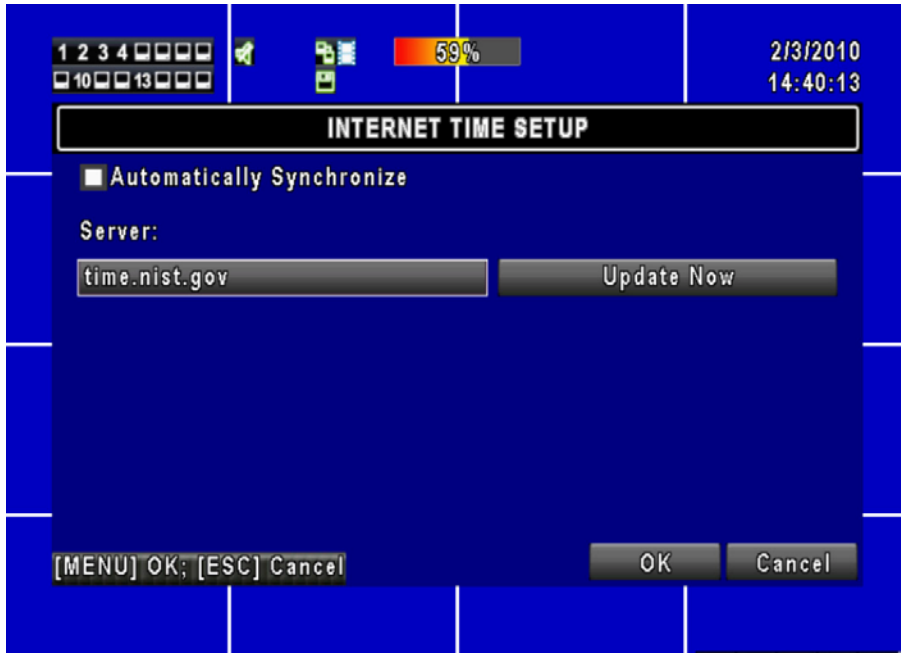 1 2 3 4
10 13
59%
2/3/2010
14:40:13
INTERNET TIME SETUP
Automatically Synchronize
Server:
time.nist.gov
Update Now
[MENU] OK; [ESC] Cancel
OK
Cancel